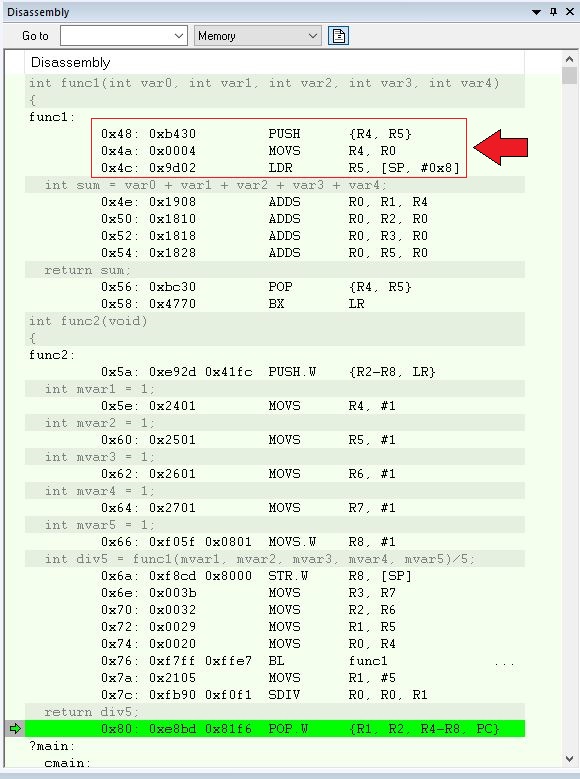 Disassembly
Go to Memory
Disassembly
int func1(int var0, int var1, int var2, int var3, int var4)
{
func1:
0x48: 0xb430 PUSH {R4, R5}
0x4a: 0x0004 MOVS R4, R0
0x4c: 0x9d02 LDR R5, [SP, #0x8]
int sum = var0 + var1 + var2 + var3 + var4;
0x4e: 0x1908 ADDS R0, R1, R4
0x50: 0x1810 ADDS R0, R2, R0
0x52: 0x1818 ADDS R0, R3, R0
0x54: 0x1828 ADDS R0, R5, R0
return sum;
0x56: 0xbc30 POP {R4, R5}
0x58: 0x4770 BX LR
int func2(void)
{
func2:
0x5a: 0xe92d 0x41fc PUSH.W {R2-R8, LR}
int mvar1 = 1;
0x5e: 0x2401 MOVS R4, #1
int mvar2 = 1;
0x60: 0x2501 MOVS R5, #1
int mvar3 = 1;
0x62: 0x2601 MOVS R6, #1
int mvar4 = 1;
0x64: 0x2701 MOVS R7, #1
int mvar5 = 1;
0x66: 0xf05f 0x0801 MOVS.W R8, #1
int div5 = func1(mvar1, mvar2, mvar3, mvar4, mvar5)/5;
0x6a: 0xf8cd 0x8000 STR.W R8, [SP]
0x6e: 0x003b MOVS R3, R7
0x70: 0x0032 MOVS R2, R6
0x72: 0x0029 MOVS R1, R5
0x74: 0x0020 MOVS R0, R4
0x76: 0xf7ff 0xffe7 BL func1 ...
0x7a: 0x2105 MOVS R1, #5
0x7c: 0xfb90 0xf0f1 SDIV R0, R0, R1
return div5;
0x80: 0xe8bd 0x81f6 POP.W {R1, R2, R4-R8, PC}
?main:
cmain: